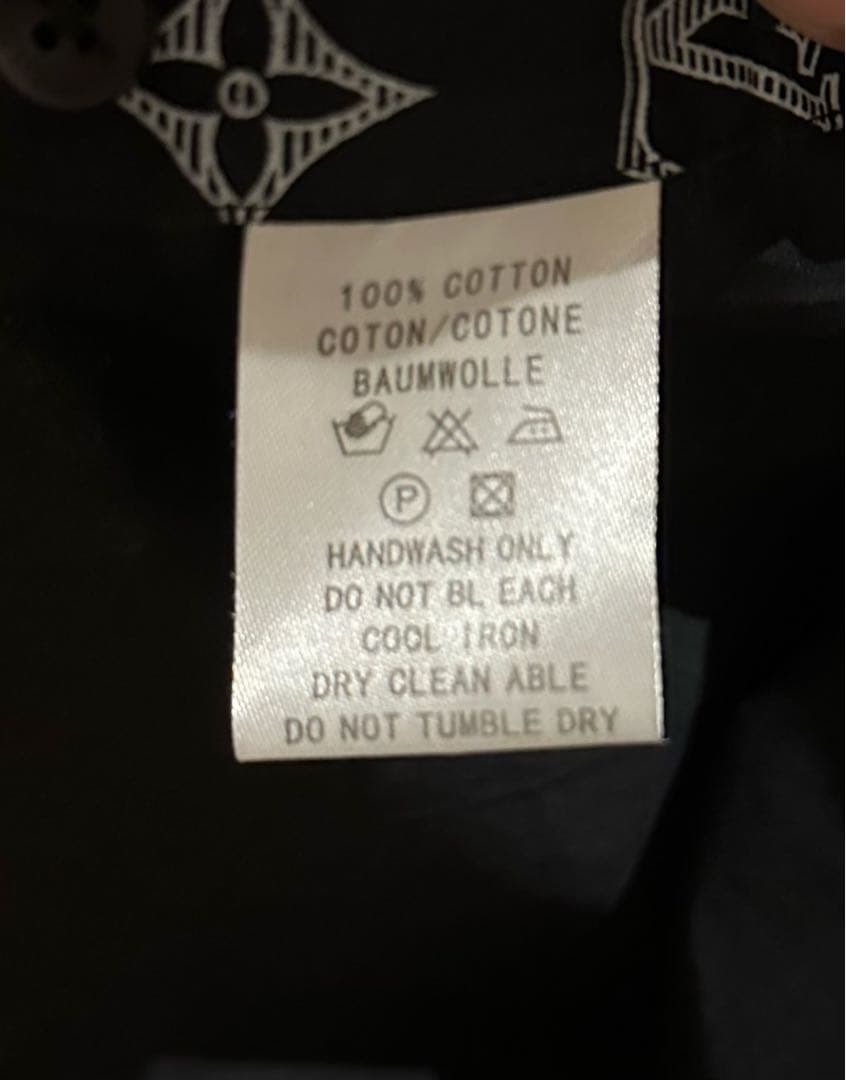 100% COTTON
COTON/COTONE
BAUMWOLLE
P
HANDWASH ONLY
DO NOT BL EACH
COOL IRON
DRY CLEAN ABLE
DO NOT TUMBLE DRY